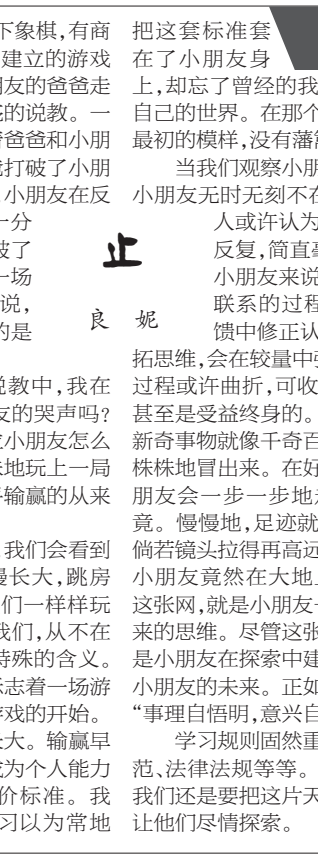 下象棋,有商
建立的游戏
朋友的爸爸走
的说教。一
爸爸和小朋
打破了小朋
小朋友在反
一分
破了
一场
说,
的是
说教中,我在
友的哭声吗?
小朋友怎么
地玩上一局
输赢的从来
我们会看到
长大,跳房
们一样样玩
我们,从不在
特殊的含义。
志着一场游
游戏的开始。
长大。输赢早
为个人能力
价标准。我
习以为常地
止
良 妮
把这套标准套
在了小朋友身
上,却忘了曾经的我
自己的世界。在那个
最初的模样,没有藩
当我们观察小朋
小朋友无时无刻不在
人或许认为
反复,简直毫
小朋友来说
联系的过程
馈中修正认
拓思维,会在较量中
过程或许曲折,可收
甚至是受益终身的。
新奇事物就像千奇百
株株地冒出来。在好
朋友会一步一步地
竟。慢慢地,足迹就
倘若镜头拉得再高远
小朋友竟然在大地上
这张网,就是小朋友
来的思维。尽管这张
是小朋友在探索中建
小朋友的未来。正如
“事理自悟明,意兴自
学习规则固然重
范、法律法规等等。
我们还是要把这片天
让他们尽情探索。